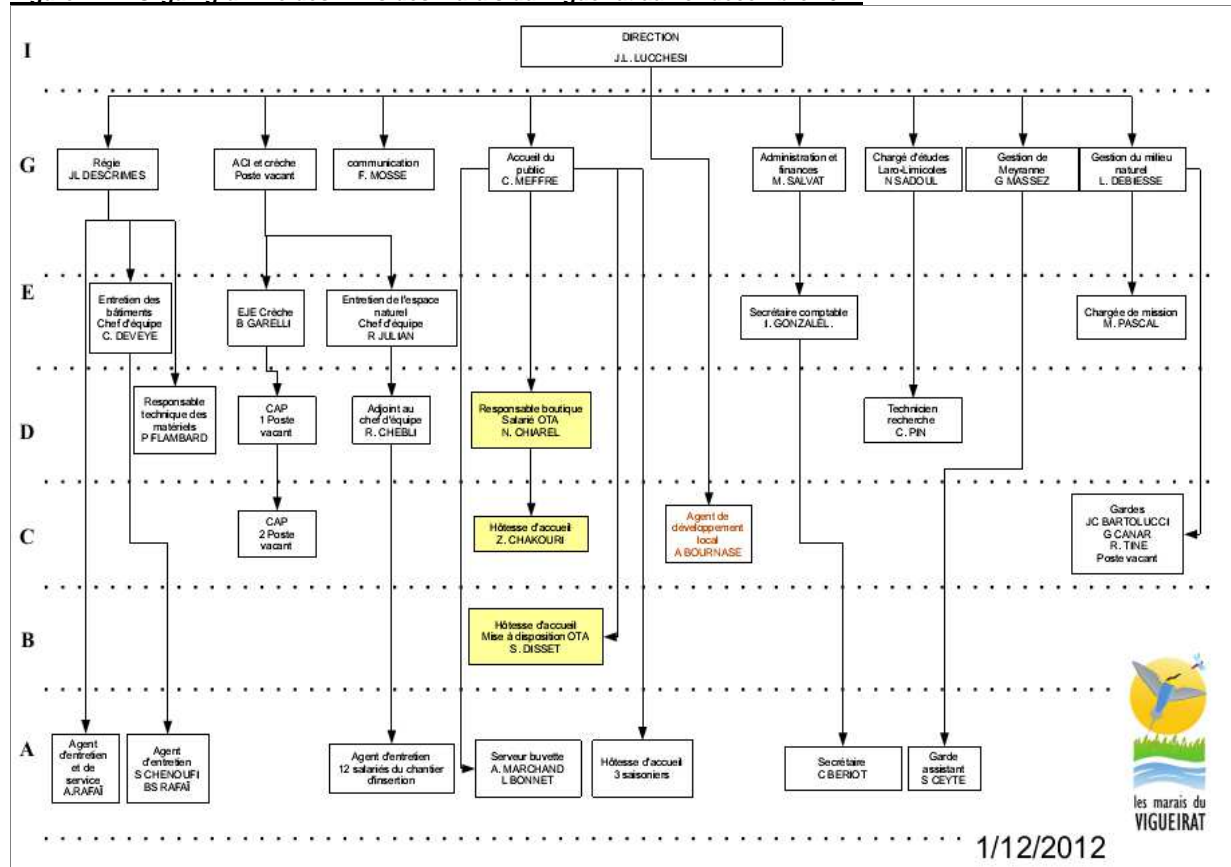 I
DIRECTION
J.L. LUCCHESI
G
Régie
JL DESCRIMES
ACI et crèche
Poste vacant
communication
F. MOSSE
Accueil du
public
C. MEFFRE
Administration et
finances
M. SALVAT
Chargé d'études
Laro-Limicoles
N SADOUL
Gestion de
Meyranne
G MASSEZ
Gestion du milieu
naturel
L. DEBIESSE
E
Entretien des
bâtiments
Chef d'équipe
C. DEVEYE
EJE Crèche
B GARELLI
Entretien de l'espace
naturel
Chef d'équipe
R JULIAN
Secrétaire comptable
I. GONZALEL.
Chargée de mission
M. PASCAL
D
Responsable
technique des
matériels
P FLAMBARD
CAP
1 Poste
vacant
Adjoint au
chef d'équipe
R. CHEBLI
Responsable boutique
Salarié OTA
N. CHIAREL
Technicien
recherche
C. PIN
C
CAP
2 Poste
vacant
Hôtesse d'accueil
Z. CHAKOURI
Agent de
développement
local
A BOURNASE
Gardes
JC BARTOLUCCI
G CANAR
R. TINE
Poste vacant
B
Hôtesse d'accueil
Mise à disposition OTA
S. DISSET
A
Agent
d'entretien
et de
service
A.RAFAÏ
Agent
d'entretien
S CHENOUFI
BS RAFAÏ
Agent d'entretien
12 salariés du chantier
d'insertion
Serveur buvette
A. MARCHAND
L BONNET
Hôtesse d'accueil
3 saisoniers
Secrétaire
C BERIOT
Garde
assistant
S CEYTE
les marais du
VIGUEIRAT
1/12/2012